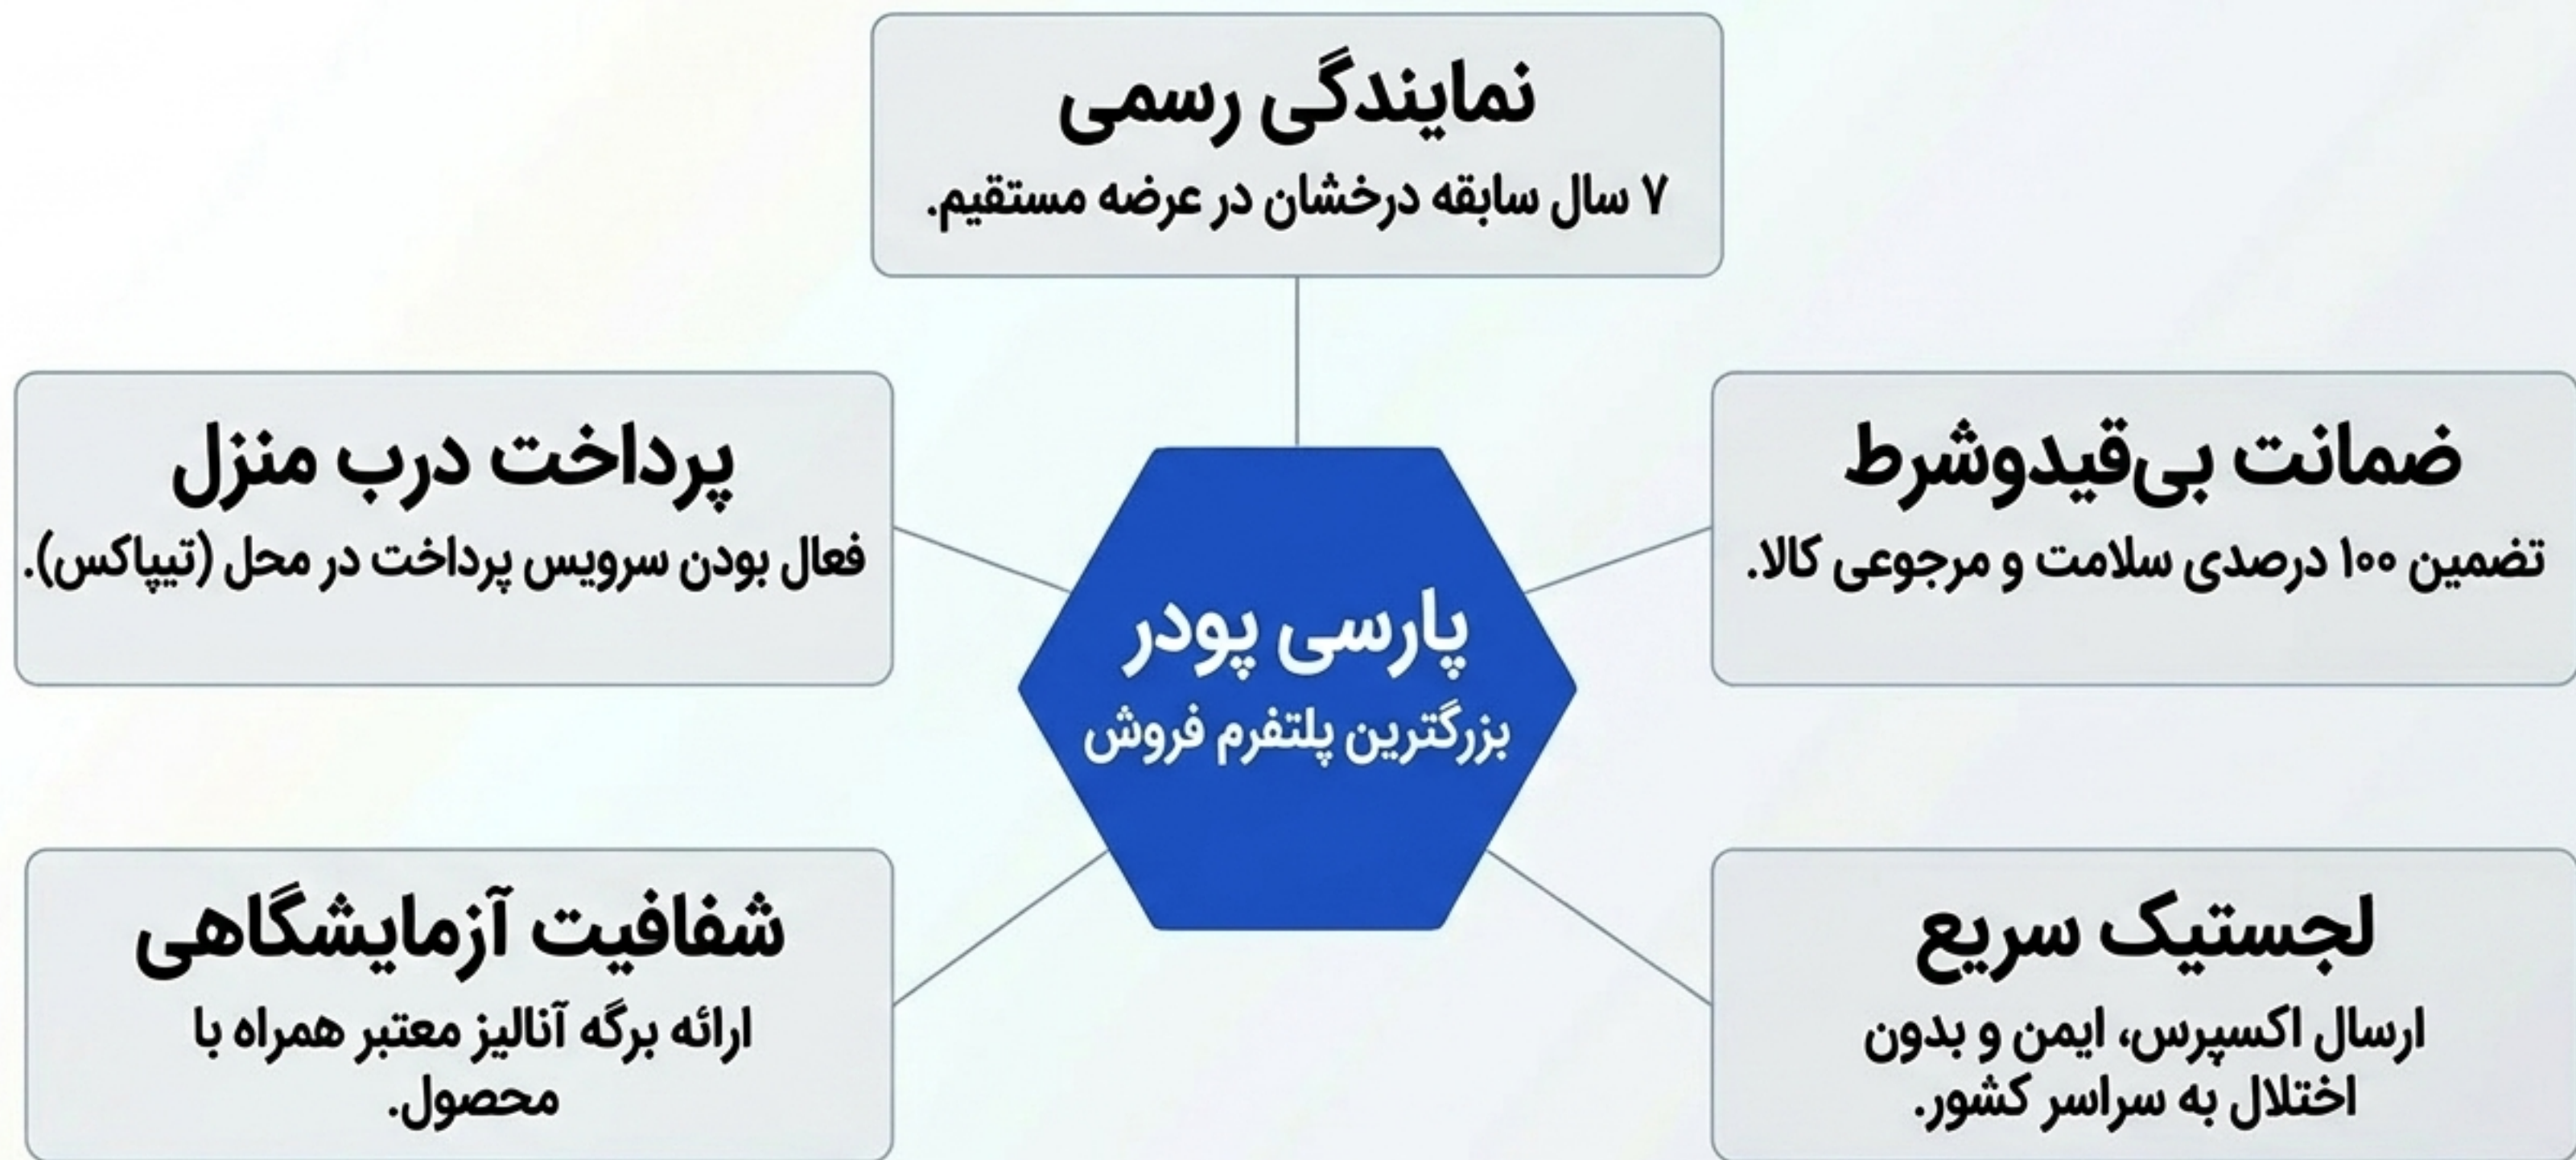 نمایندگی رسمی
۷ سال سابقه درخشان در عرضه مستقیم.
ضمانت بی‌قیدوشرط
تضمین ۱۰۰ درصدی سلامت و مرجوعی کالا.
پرداخت درب منزل
فعال بودن سرویس پرداخت در محل (تیپاکس).
پارسی پودر
بزرگترین پلتفرم فروش
لجستیک سریع
ارسال اکسپرس، ایمن و بدون
اختلال به سراسر کشور.
شفافیت آزمایشگاهی
ارائه برگه آنالیز معتبر همراه با
محصول.